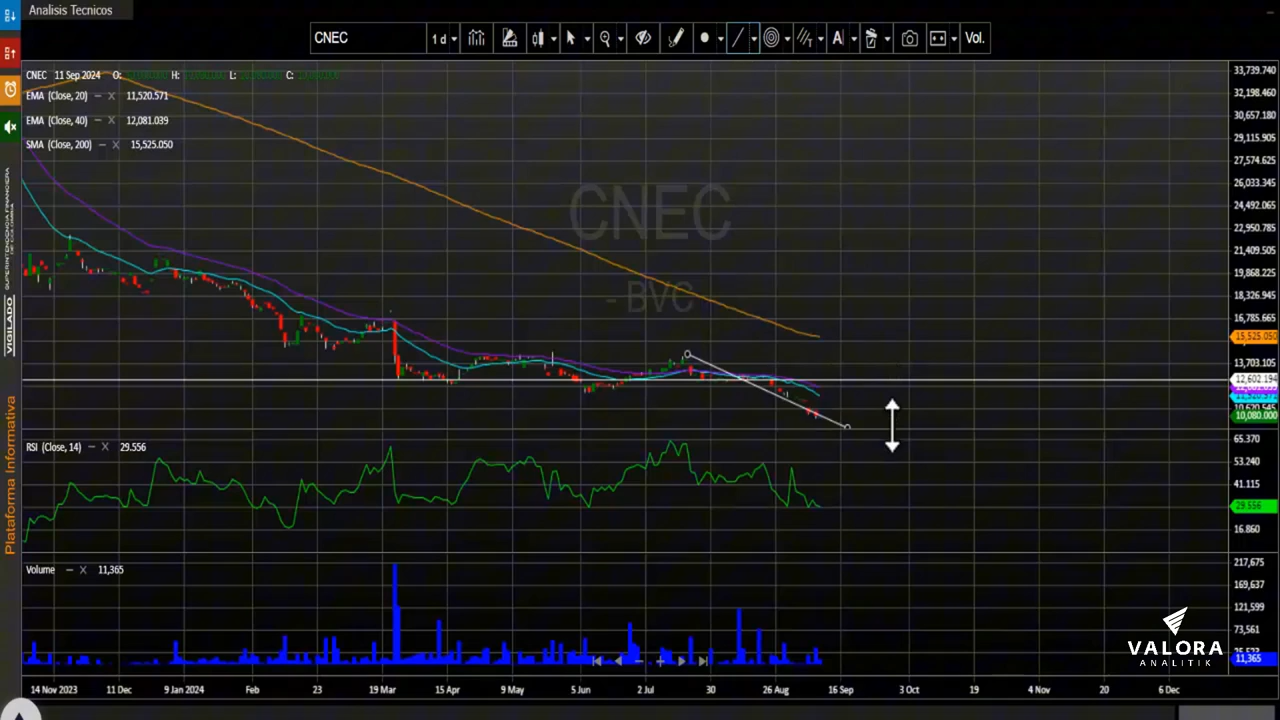 Analisis Tecnicos
CNEC
1 d
A
Vol.
CNEC 11 Sep 2024 O: H: L: C:
EMA (Close, 20) − X 11,520.571
EMA (Close, 40) − X 12,081.039
SMA (Close, 200) − X 15,525.050
CNEC
- BVC
33,739.740
32,198.460
30,657.180
29,115.905
27,574.625
26,033.345
24,492.065
22,950.785
21,409.505
19,868.225
18,326.945
16,785.665
15,525.050
13,703.105
12,602.194
10,620.545
10,080.000
RSI (Close, 14) − X 29.556
65.370
53.240
41.115
29.556
16.860
Volume − X 11,365
217,675
169,637
121,599
73,561
11,365
14 Nov 2023
11 Dec
9 Jan 2024
Feb
23
19 Mar
15 Apr
9 May
5 Jun
2 Jul
30
26 Aug
16 Sep
3 Oct
19
4 Nov
20
6 Dec
VALORA
ANALITIK
VIGILADO
SUPERINTENDENCIA FINANCIERA
DE COLOMBIA
Plataforma Informativa